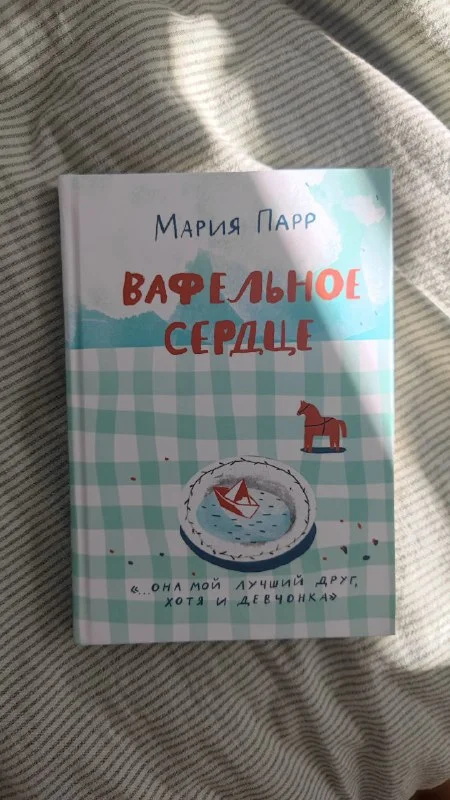 МАРИЯ ПАРР
ВАФЕЛЬНОЕ
СЕРДЦЕ
«...ОНА МОЙ ЛУЧШИЙ ДРУГ,
ХОТЯ И ДЕВЧОНКА»